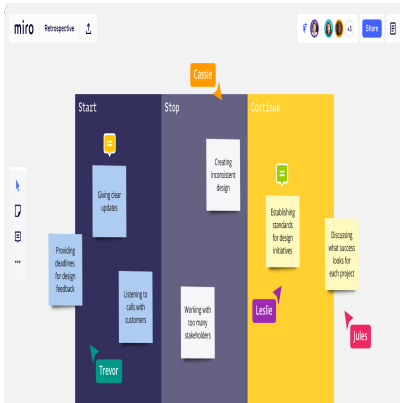 miro
Retrospective
+3
Share
Cassie
Start
Stop
Continue
Creating
inconsistent
design
Giving clear
updates
Establishing
standards
for design
initiatives
Providing
deadlines
for design
feedback
Discussing
what success
looks for
each project
Listening to
calls with
customers
Working with
too many
stakeholders
Leslie
Jules
Trevor